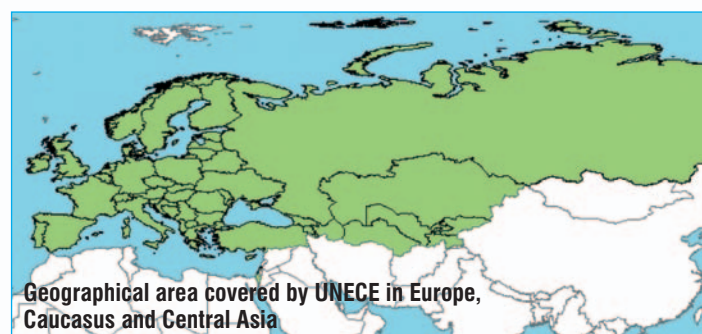 Geographical area covered by UNECE in Europe,
Caucasus and Central Asia